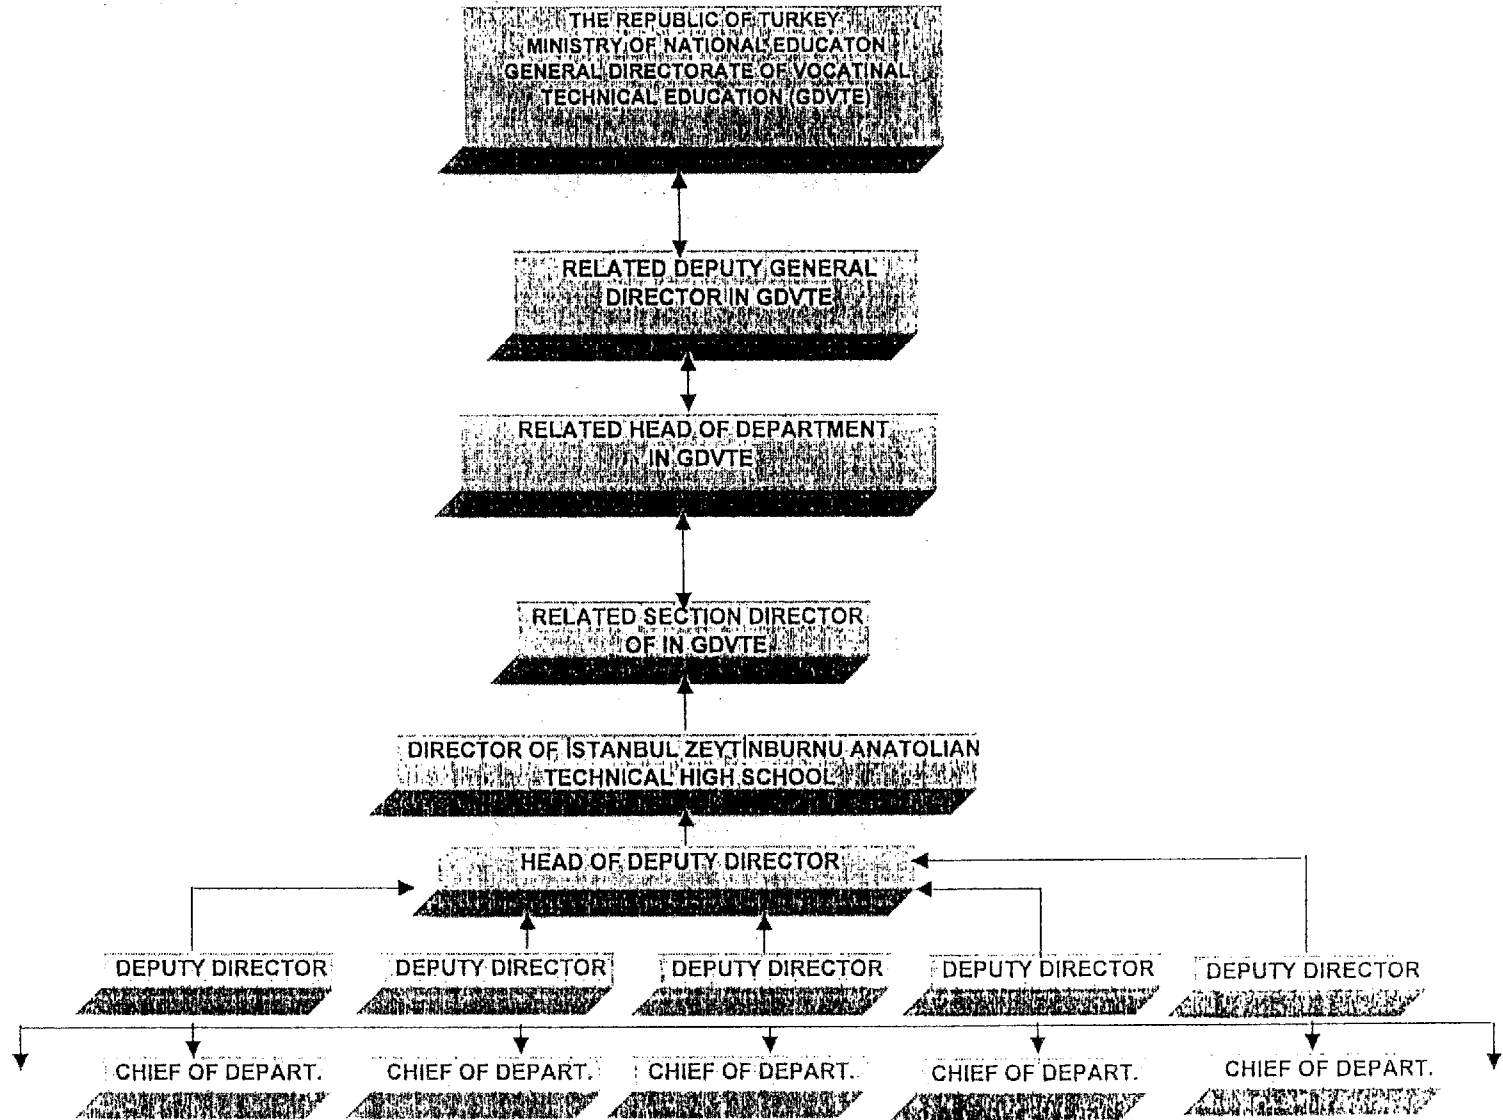 THE REPUBLIC OF TURKEY
MINISTRY OF NATIONAL EDUCATON
GENERAL DIRECTORATE OF VOCATINAL
TECHNICAL EDUCATION (GDVTE)
RELATED DEPUTY GENERAL
DIRECTOR IN GDVTE
RELATED HEAD OF DEPARTMENT
IN GDVTE
RELATED SECTION DIRECTOR
OF IN GDVTE
DIRECTOR OF İSTANBUL ZEYTİNBURNU ANATOLIAN
TECHNICAL HIGH SCHOOL
HEAD OF DEPUTY DIRECTOR
DEPUTY DIRECTOR
DEPUTY DIRECTOR
DEPUTY DIRECTOR
DEPUTY DIRECTOR
DEPUTY DIRECTOR
CHIEF OF DEPART.
CHIEF OF DEPART.
CHIEF OF DEPART.
CHIEF OF DEPART.
CHIEF OF DEPART.